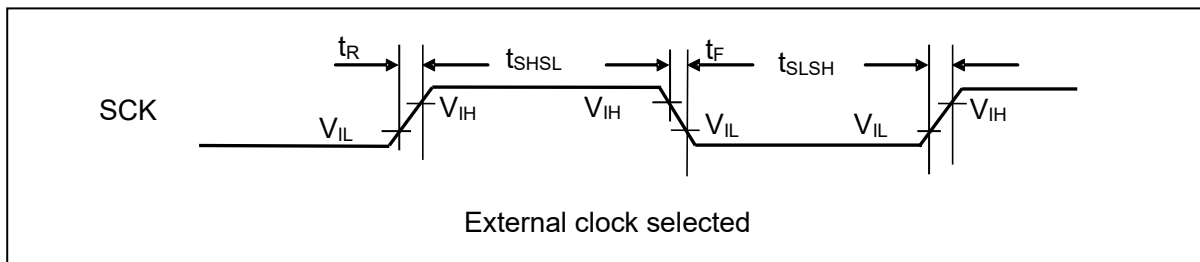 tR tSHSL tF tSLSH
SCK VIL VIH VIH VIL VIL VIH
External clock selected